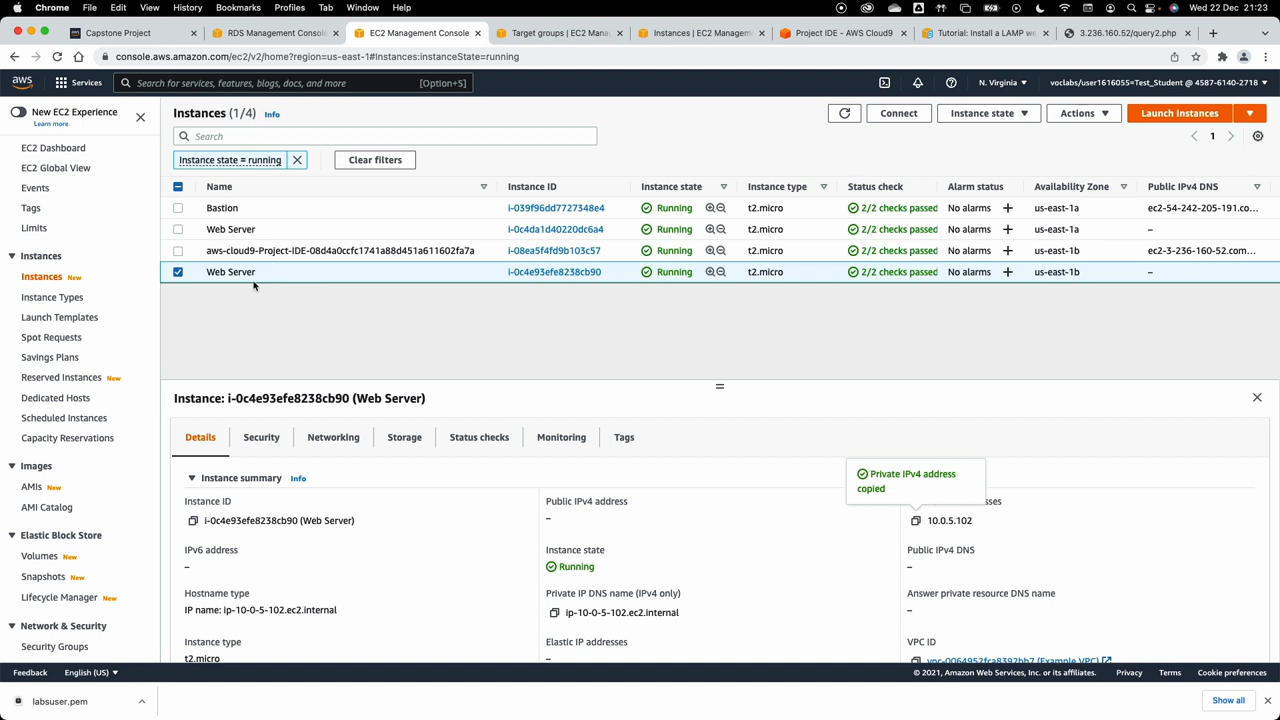 Chrome File Edit View History Bookmarks Profiles Tab Window Help Wed 22 Dec 21:23
Capstone Project RDS Management Console EC2 Management Console Target groups | EC2 Mana Instances | EC2 Managem Project IDE - AWS Cloud9 Tutorial: Install a LAMP we 3.236.160.52/query2.php
console.aws.amazon.com/ec2/v2/home?region=us-east-1#Instances:instanceState=running
aws Services Search for services, features, blogs, docs, and more [Option+S] N. Virginia voclabs/user1616055=Test_Student @ 4587-6140-2718
New EC2 Experience
Learn more
EC2 Dashboard
EC2 Global View
Events
Tags
Limits
Instances
Instances New
Instance Types
Launch Templates
Spot Requests
Savings Plans
Reserved Instances New
Dedicated Hosts
Scheduled Instances
Capacity Reservations
Images
AMIs New
AMI Catalog
Elastic Block Store
Volumes New
Snapshots New
Lifecycle Manager New
Network & Security
Security Groups
Instances (1/4) Info Connect Instance state Actions Launch instances
Search 1
Instance state = running Clear filters
Name Instance ID Instance state Instance type Status check Alarm status Availability Zone Public IPv4 DNS
Bastion i-039f96dd7727348e4 Running t2.micro 2/2 checks passed No alarms + us-east-1a ec2-54-242-205-191.co...
Web Server i-0c4da1d40220dc6a4 Running t2.micro 2/2 checks passed No alarms + us-east-1a –
aws-cloud9-Project-IDE-08d4a0ccfc1741a88d451a611602fa7a i-08ea5f4fd9b103c57 Running t2.micro 2/2 checks passed No alarms + us-east-1b ec2-3-236-160-52.com...
Web Server i-0c4e93efe8238cb90 Running t2.micro 2/2 checks passed No alarms + us-east-1b –
Instance: i-0c4e93efe8238cb90 (Web Server)
Details Security Networking Storage Status checks Monitoring Tags
Instance summary Info
Private IPv4 address
copied
Instance ID Public IPv4 address
i-0c4e93efe8238cb90 (Web Server) – 10.0.5.102
IPv6 address Instance state Public IPv4 DNS
– Running –
Hostname type Private IP DNS name (IPv4 only) Answer private resource DNS name
IP name: ip-10-0-5-102.ec2.internal ip-10-0-5-102.ec2.internal –
Instance type Elastic IP addresses VPC ID
t2.micro – vpc-0064952fca8392bb7 (Example VPC)
Feedback English (US) © 2021, Amazon Web Services, Inc. or its affiliates. Privacy Terms Cookie preferences
labsuser.pem Show all